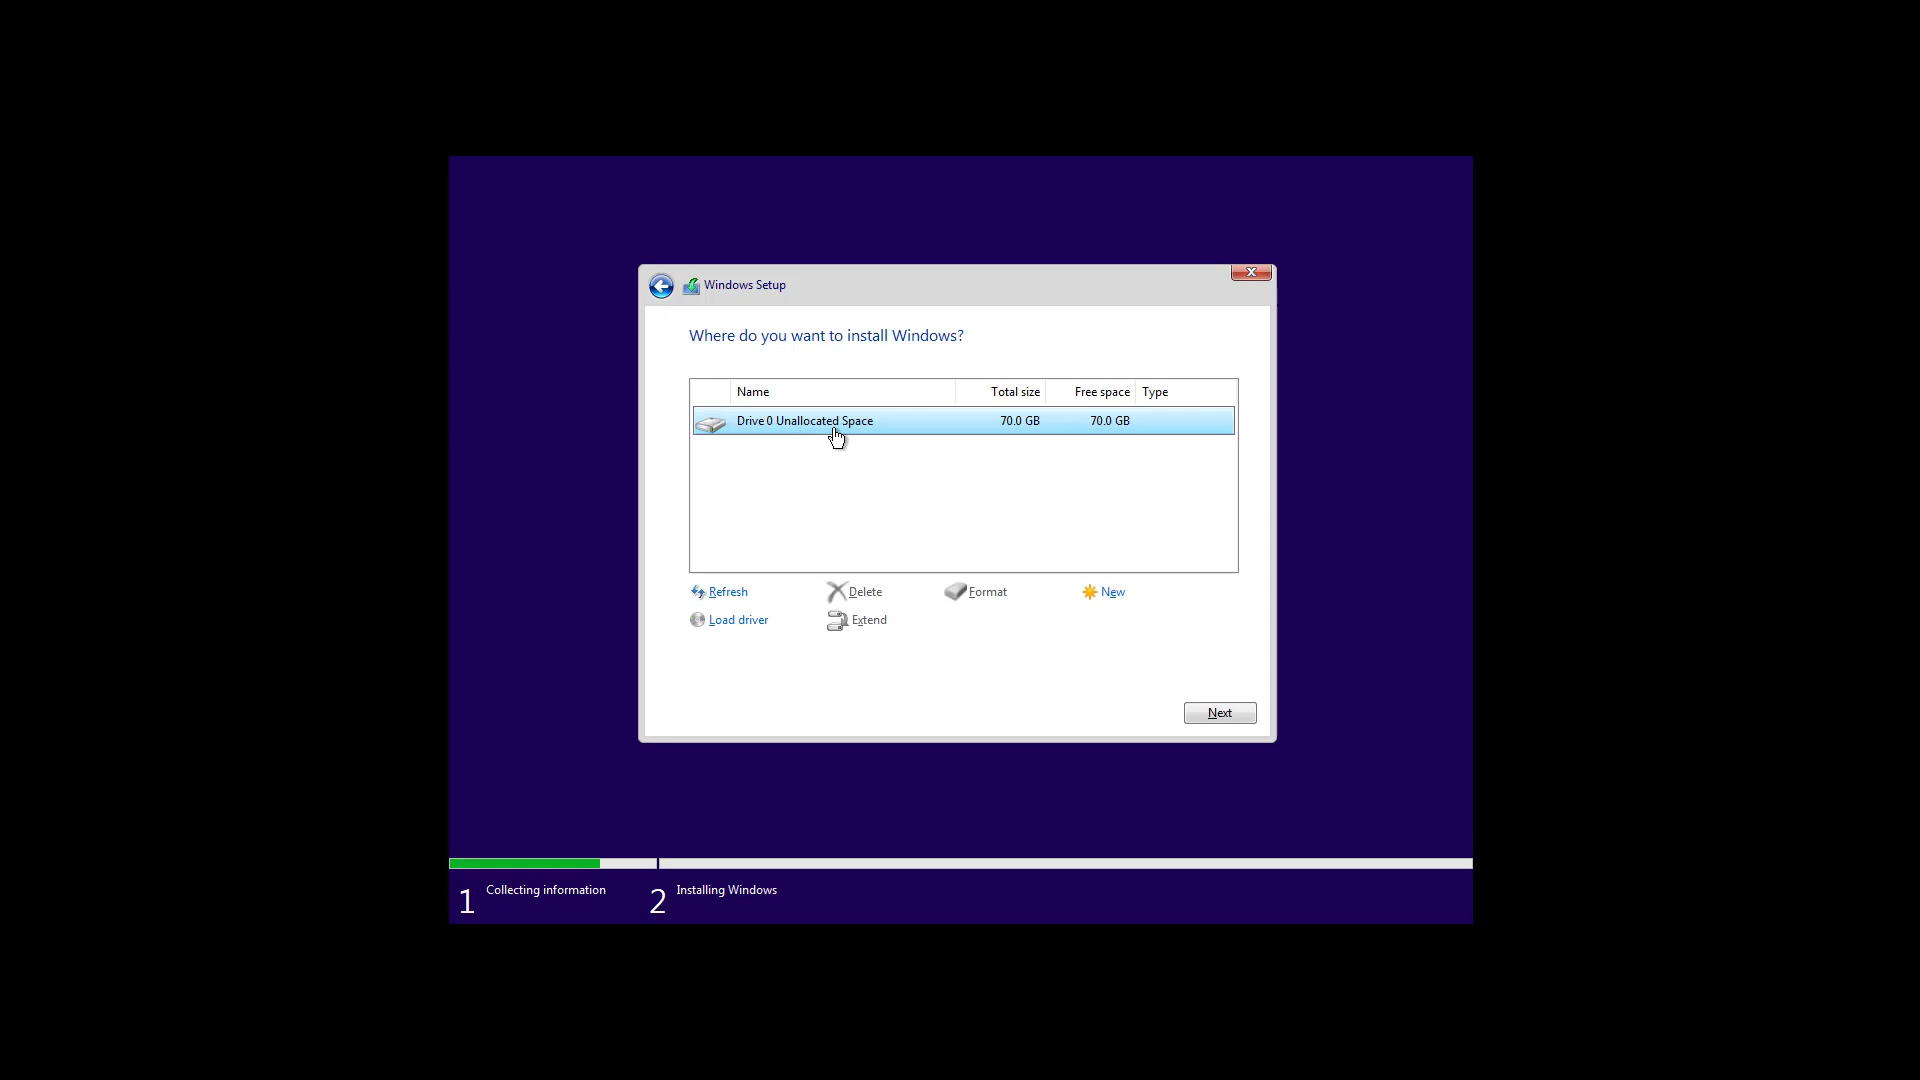 Windows Setup
Where do you want to install Windows?
Name Total size Free space Type
Drive 0 Unallocated Space 70.0 GB 70.0 GB
Refresh Delete Format New
Load driver Extend
Next
1 Collecting information 2 Installing Windows